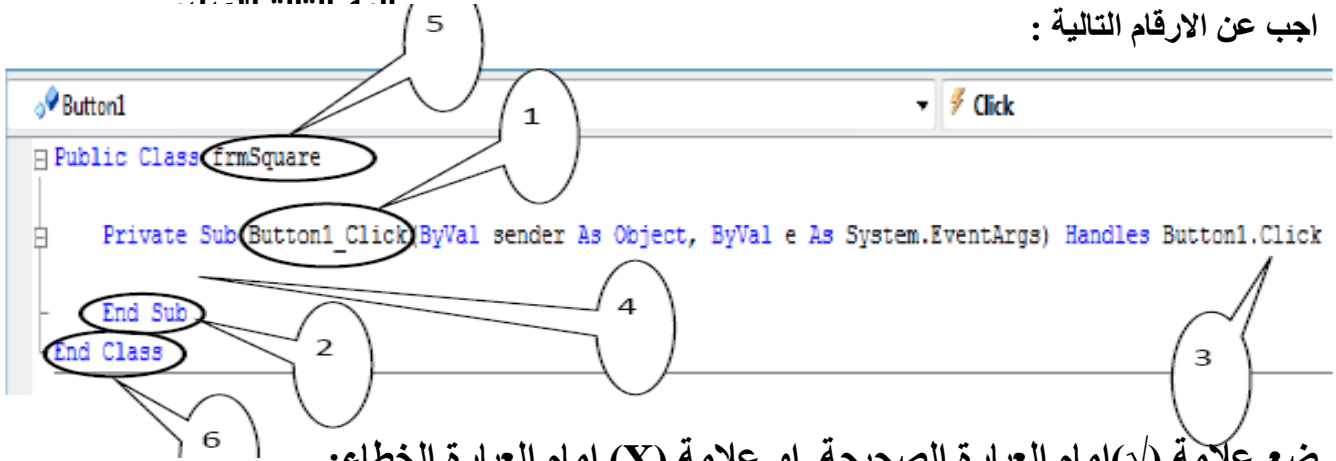 اجب عن الارقام التالية :
5
Button1
Click
1
Public Class frmSquare
Private Sub Button1_Click(ByVal sender As Object, ByVal e As System.EventArgs) Handles Button1.Click
4
End Sub
2
3
End Class
6
ضع علامة (√)امام العبارة الصحيحة او علامة (X) امام العبارة الخطاء: